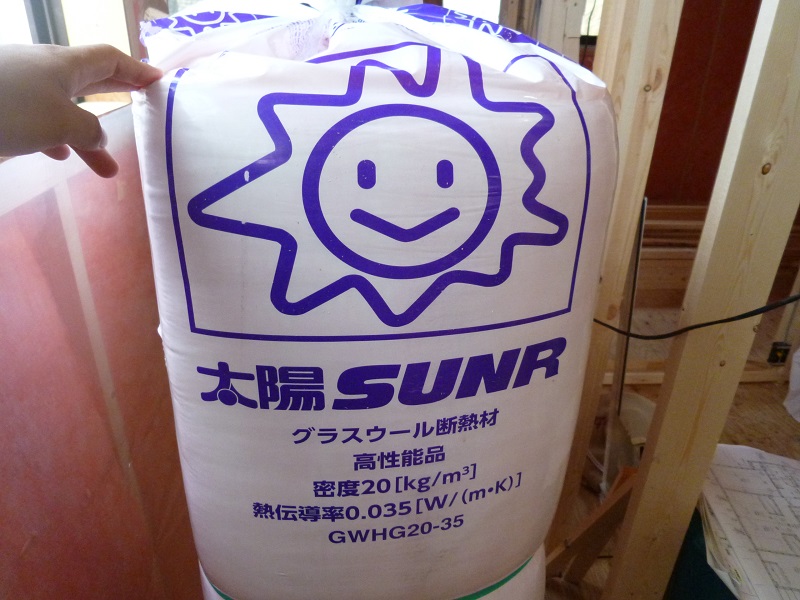 太陽SUNR
グラスウール断熱材
高性能品
密度20[kg/m³]
熱伝導率0.035[W/(m・K)]
GWHG20-35